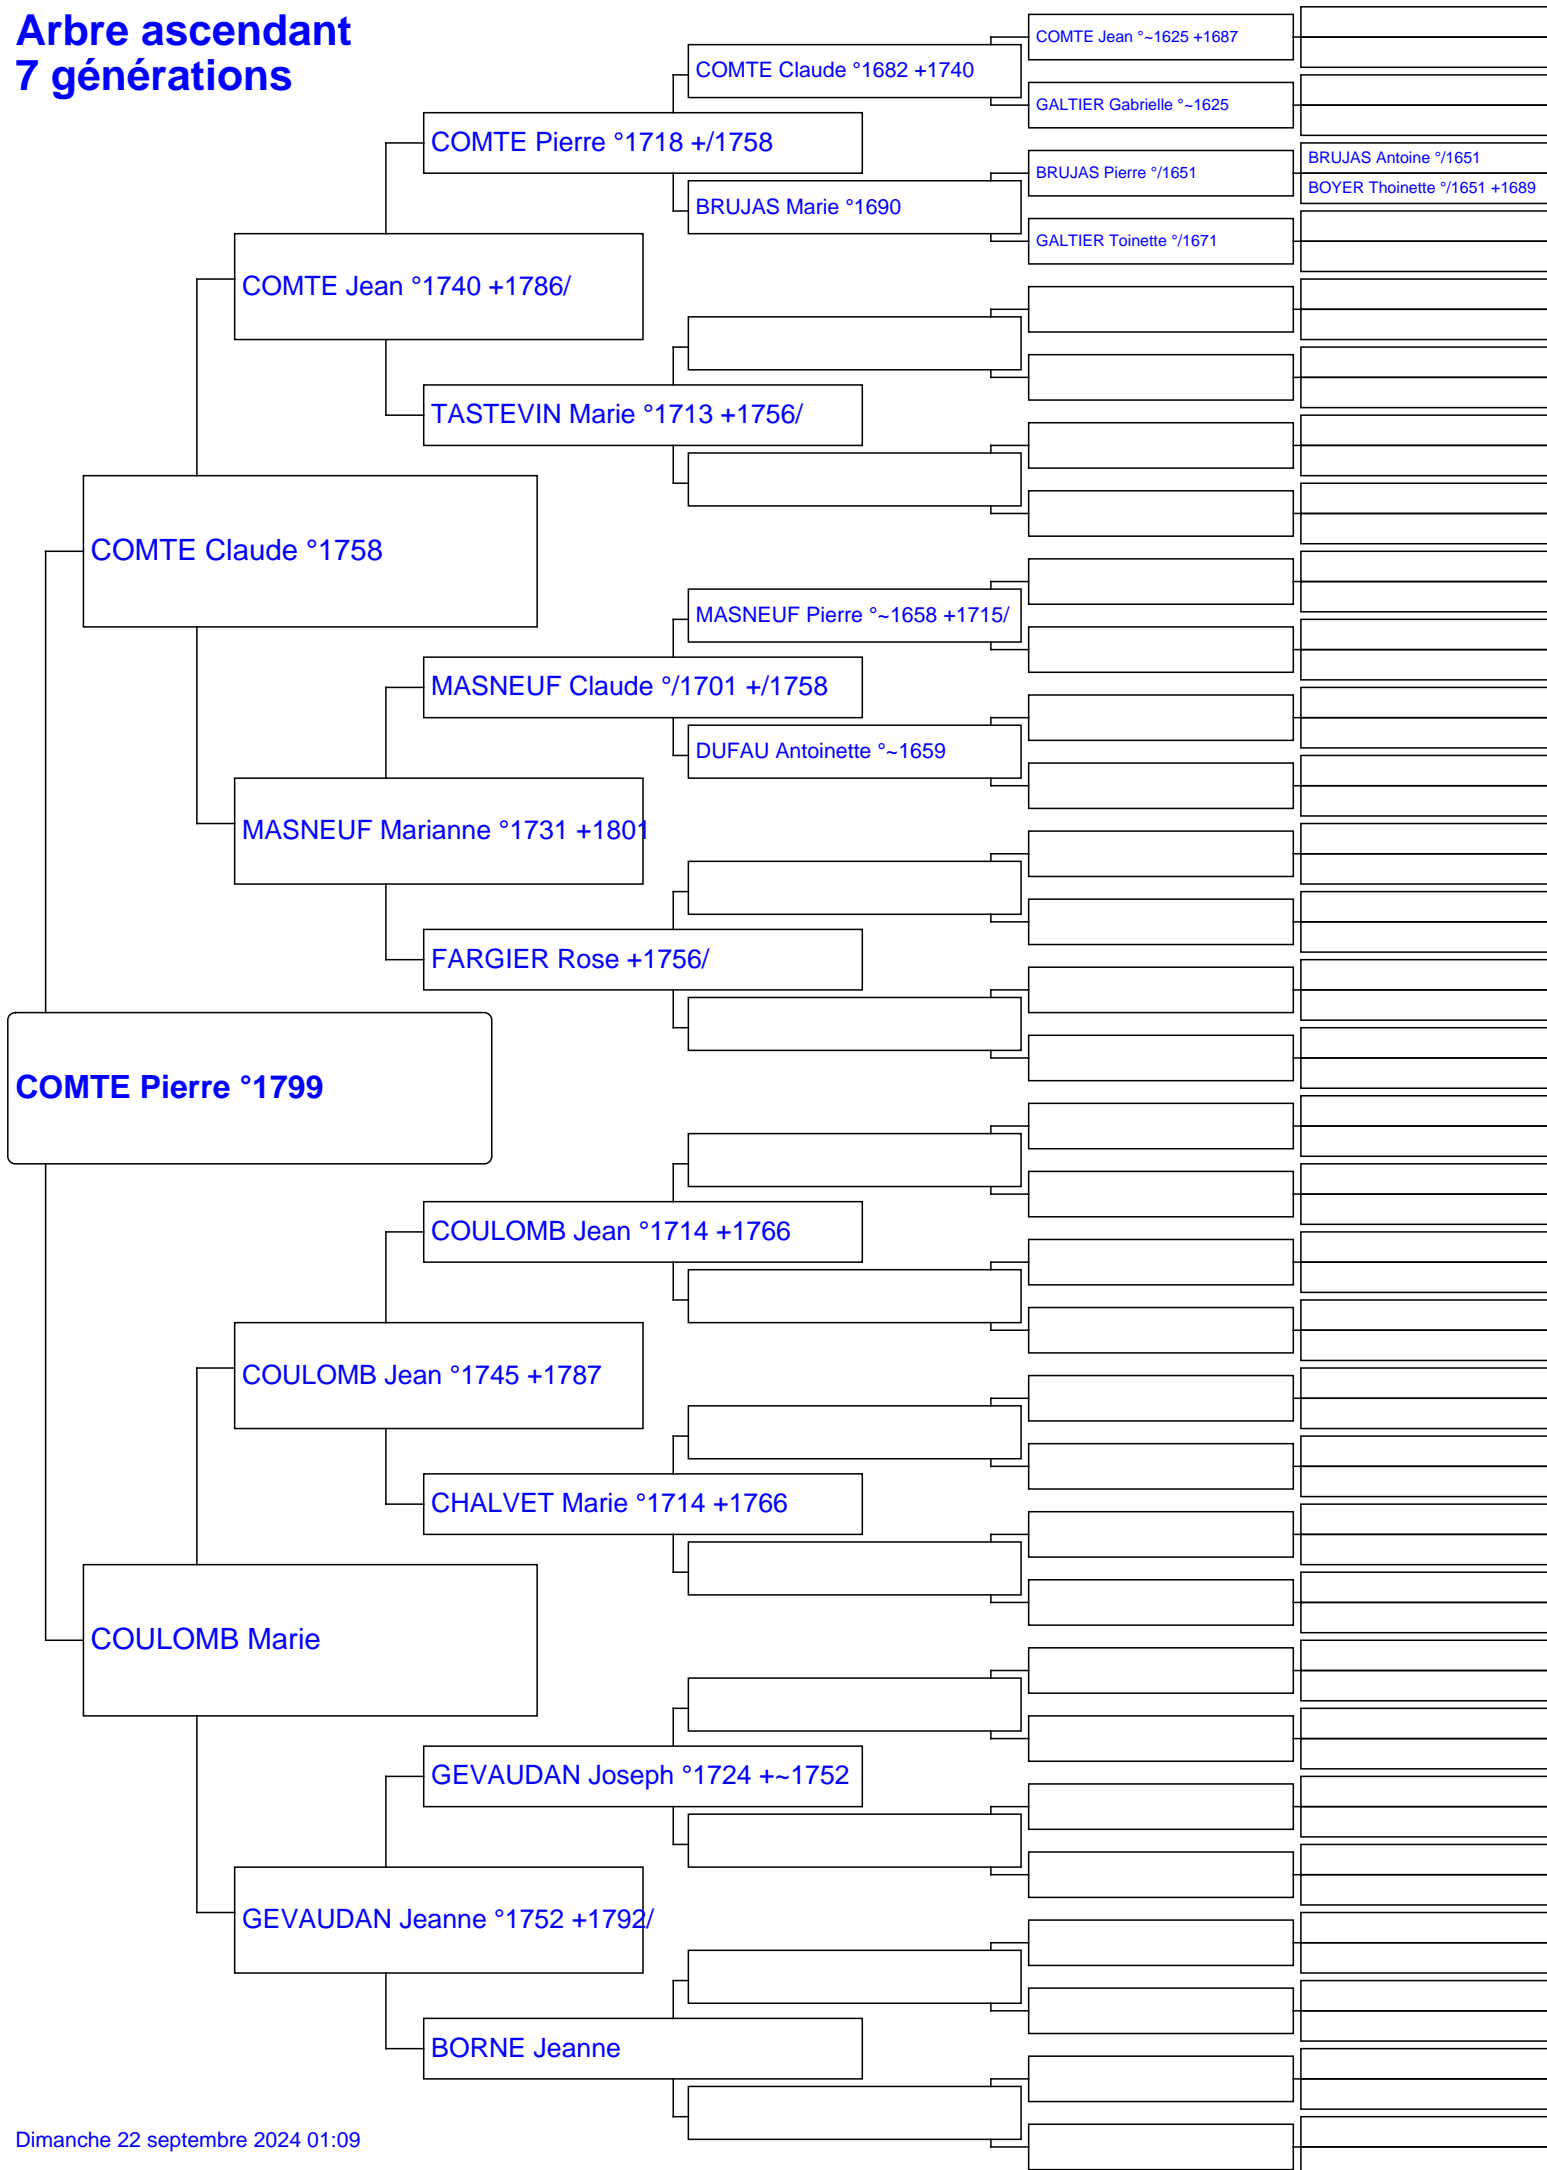 Arbre ascendant
7 générations
COMTE Jean °~1625 +1687
COMTE Claude °1682 +1740
GALTIER Gabrielle °~1625
COMTE Pierre °1718 +/1758
BRUJAS Antoine °/1651
BRUJAS Pierre °/1651
BOYER Thoinette °/1651 +1689
BRUJAS Marie °1690
GALTIER Toinette °/1671
COMTE Jean °1740 +1786/
TASTEVIN Marie °1713 +1756/
COMTE Claude °1758
MASNEUF Pierre °~1658 +1715/
MASNEUF Claude °/1701 +/1758
DUFAU Antoinette °~1659
MASNEUF Marianne °1731 +1801
FARGIER Rose +1756/
COMTE Pierre °1799
COULOMB Jean °1714 +1766
COULOMB Jean °1745 +1787
CHALVET Marie °1714 +1766
COULOMB Marie
GEVAUDAN Joseph °1724 +~1752
GEVAUDAN Jeanne °1752 +1792/
BORNE Jeanne
Dimanche 22 septembre 2024 01:09